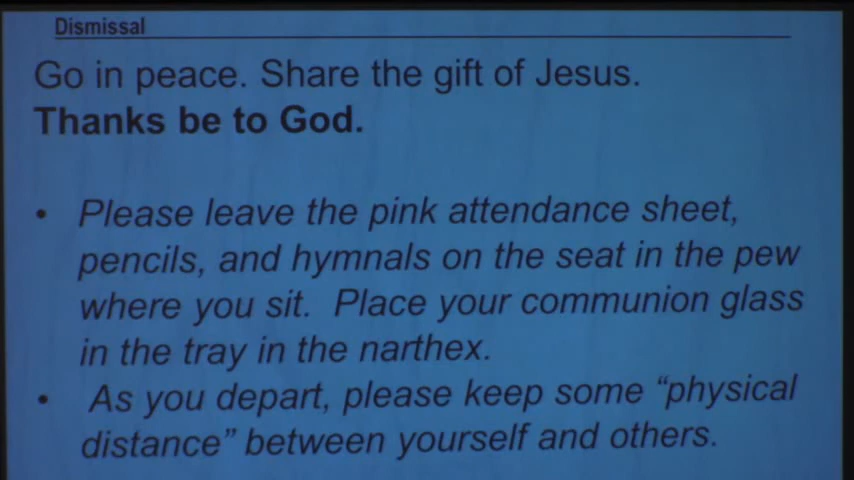 Dismissal
Go in peace. Share the gift of Jesus.
Thanks be to God.
• Please leave the pink attendance sheet,
pencils, and hymnals on the seat in the pew
where you sit. Place your communion glass
in the tray in the narthex.
• As you depart, please keep some “physical
distance” between yourself and others.